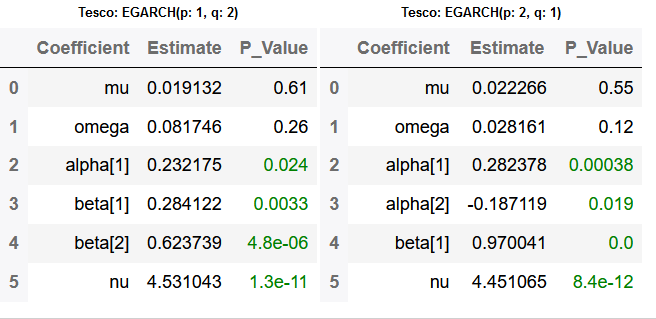 Tesco: EGARCH(p: 1, q: 2)
Coefficient Estimate P_Value
0 mu 0.019132 0.61
1 omega 0.081746 0.26
2 alpha[1] 0.232175 0.024
3 beta[1] 0.284122 0.0033
4 beta[2] 0.623739 4.8e-06
5 nu 4.531043 1.3e-11
Tesco: EGARCH(p: 2, q: 1)
Coefficient Estimate P_Value
0 mu 0.022266 0.55
1 omega 0.028161 0.12
2 alpha[1] 0.282378 0.00038
3 alpha[2] -0.187119 0.019
4 beta[1] 0.970041 0.0
5 nu 4.451065 8.4e-12